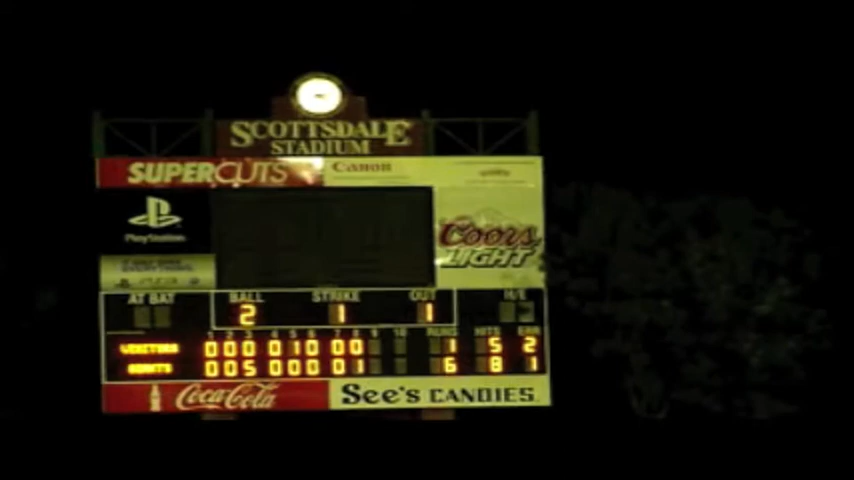 SCOTTSDALE
STADIUM
SUPERCUTS Canon
PlayStation
Coors
LIGHT
AT BAT BALL STRIKE OUT H/E
2 1 1
1 2 3 4 5 6 7 8 9 10 RUNS HITS ERR
VISITORS 0 0 0 0 1 0 0 0 1 5 2
GIANTS 0 0 5 0 0 0 0 1 6 8 1
Coca-Cola SEE'S CANDIES.